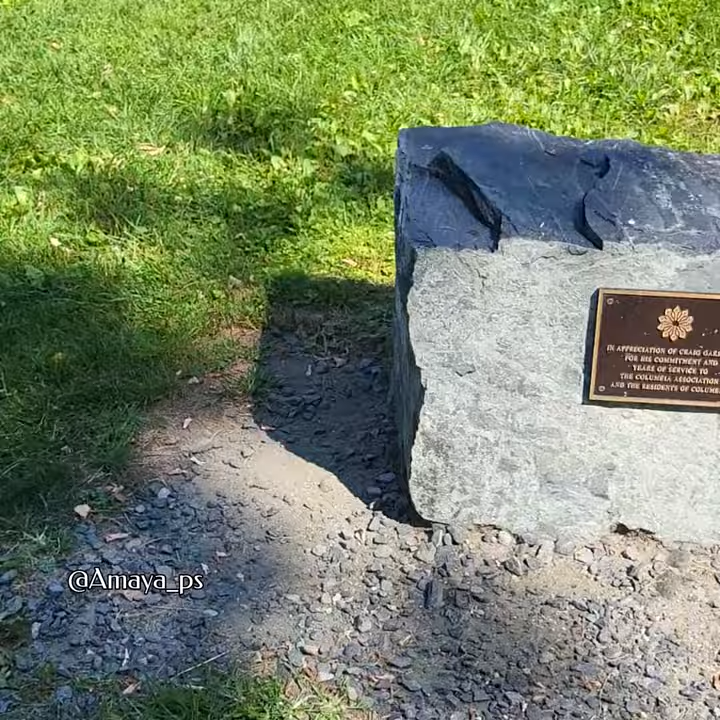 IN APPRECIATION OF CRAIG
FOR HIS COMMITMENT AND
YEARS OF SERVICE TO
THE COLUMBIA ASSOCIATION
AND THE RESIDENTS OF
@Amaya_ps